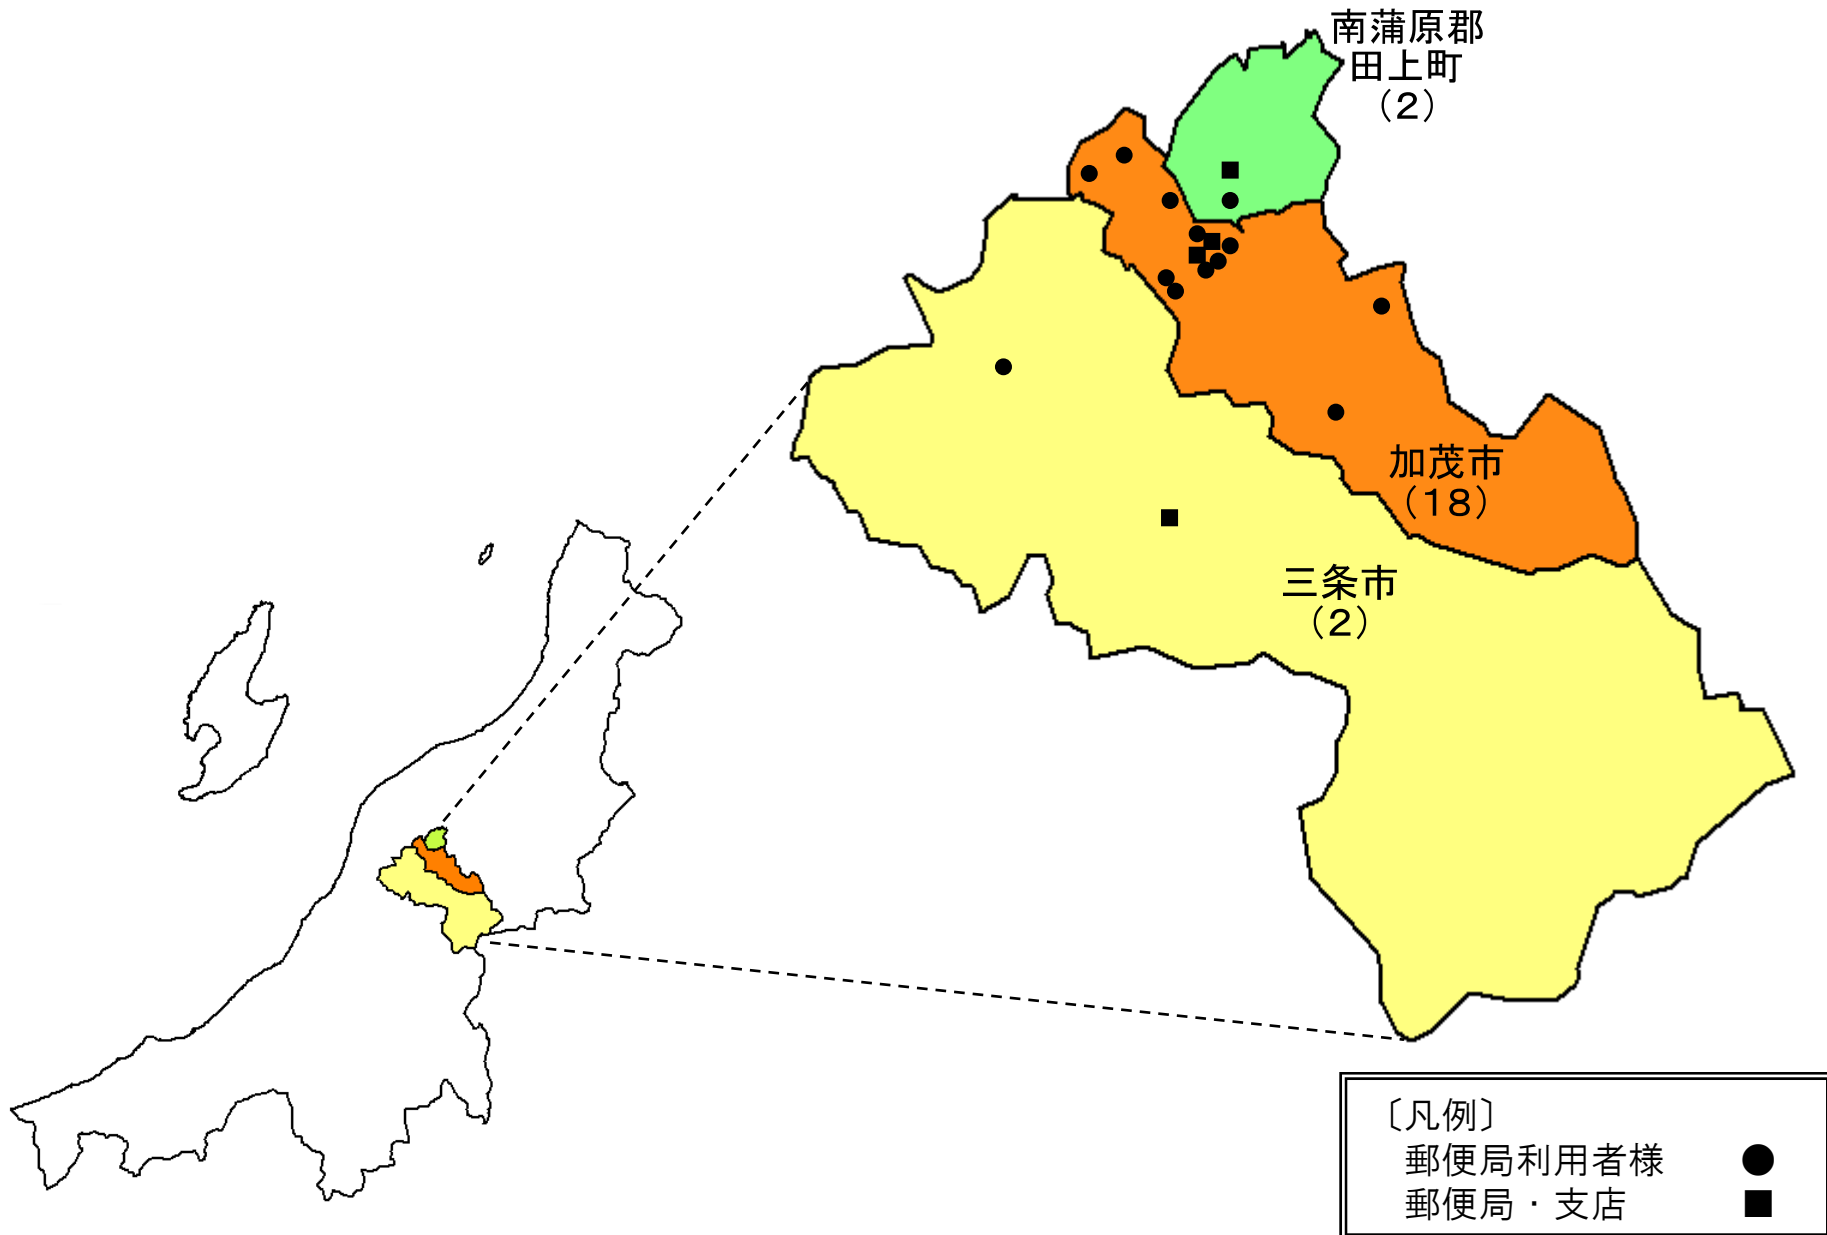 南蒲原郡
田上町
（２）
加茂市
（１８）
三条市
（２）
〔凡例〕
郵便局利用者様 ●
郵便局・支店 ■